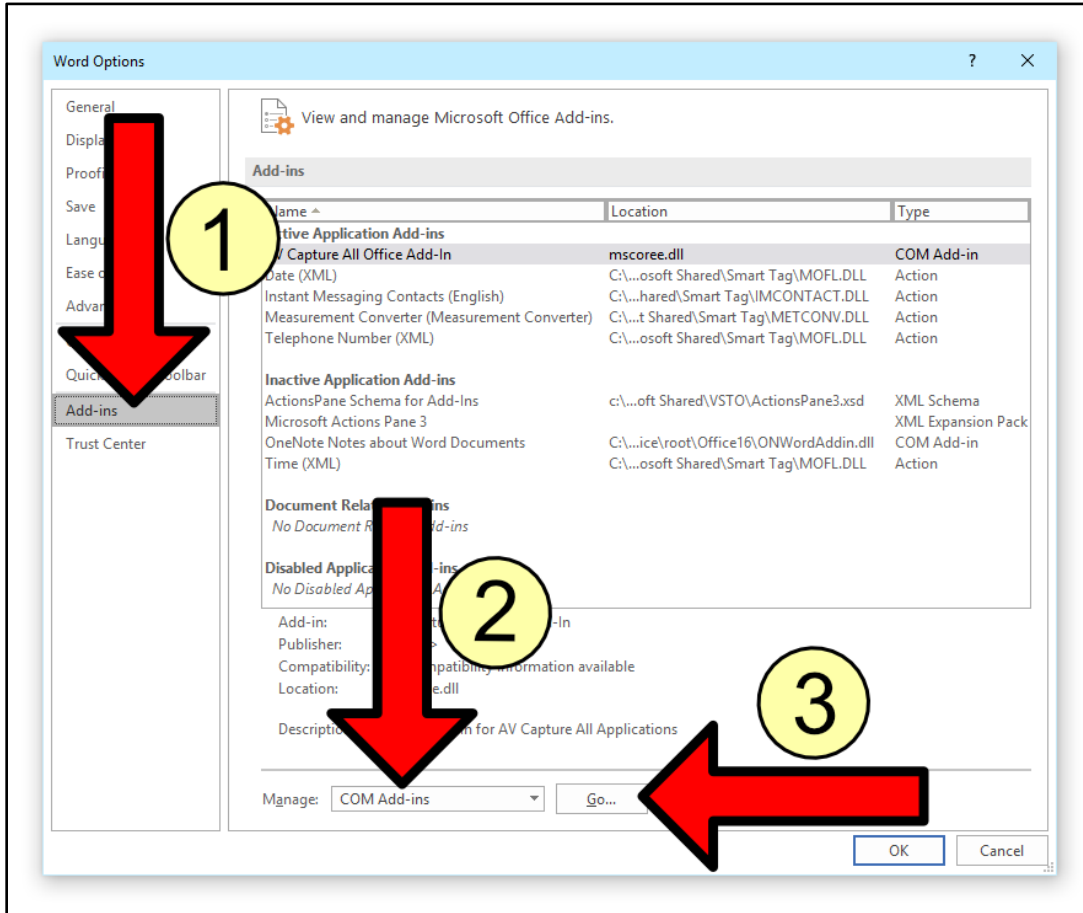 Word Options
?
General
Proofi
Save
Langu
Ease
Advan
Quick olbar
Add-ins
Trust Center
View and manage Microsoft Office Add-ins.
Add-ins
Name Location Type
ctive Application Add-ins
Capture All Office Add-In mscoree.dll COM Add-in
Date (XML) C:\...osoft Shared\Smart Tag\MOFL.DLL Action
Instant Messaging Contacts (English) C:\...hared\Smart Tag\IMCONTACT.DLL Action
Measurement Converter (Measurement Converter) C:\...t Shared\Smart Tag\METCONV.DLL Action
Telephone Number (XML) C:\...osoft Shared\Smart Tag\MOFL.DLL Action
Inactive Application Add-ins
ActionsPane Schema for Add-Ins c:\...oft Shared\VSTO\ActionsPane3.xsd XML Schema
Microsoft Actions Pane 3 XML Expansion Pack
OneNote Notes about Word Documents C:\...ice\root\Office16\ONWordAddin.dll COM Add-in
Time (XML) C:\...osoft Shared\Smart Tag\MOFL.DLL Action
Document Rela ins
No Document R dd-ins
Disabled Applica -ins
No Disabled Ap
Add-in: -In
Publisher:
Compatibility: mpatibility information available
Location: e.dll
Descriptio n for AV Capture All Applications
Manage: COM Add-ins Go...
OK Cancel
1
2
3